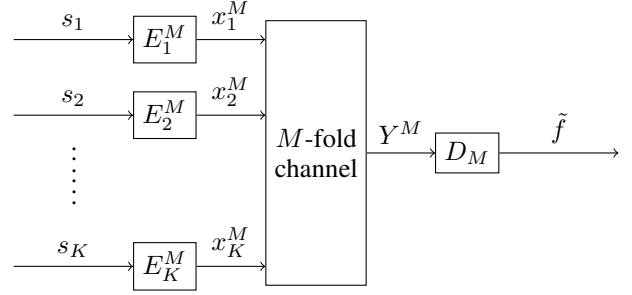 s_1 E_1^M x_1^M
s_2 E_2^M x_2^M
M-fold channel Y^M D_M f̃
s_K E_K^M x_K^M